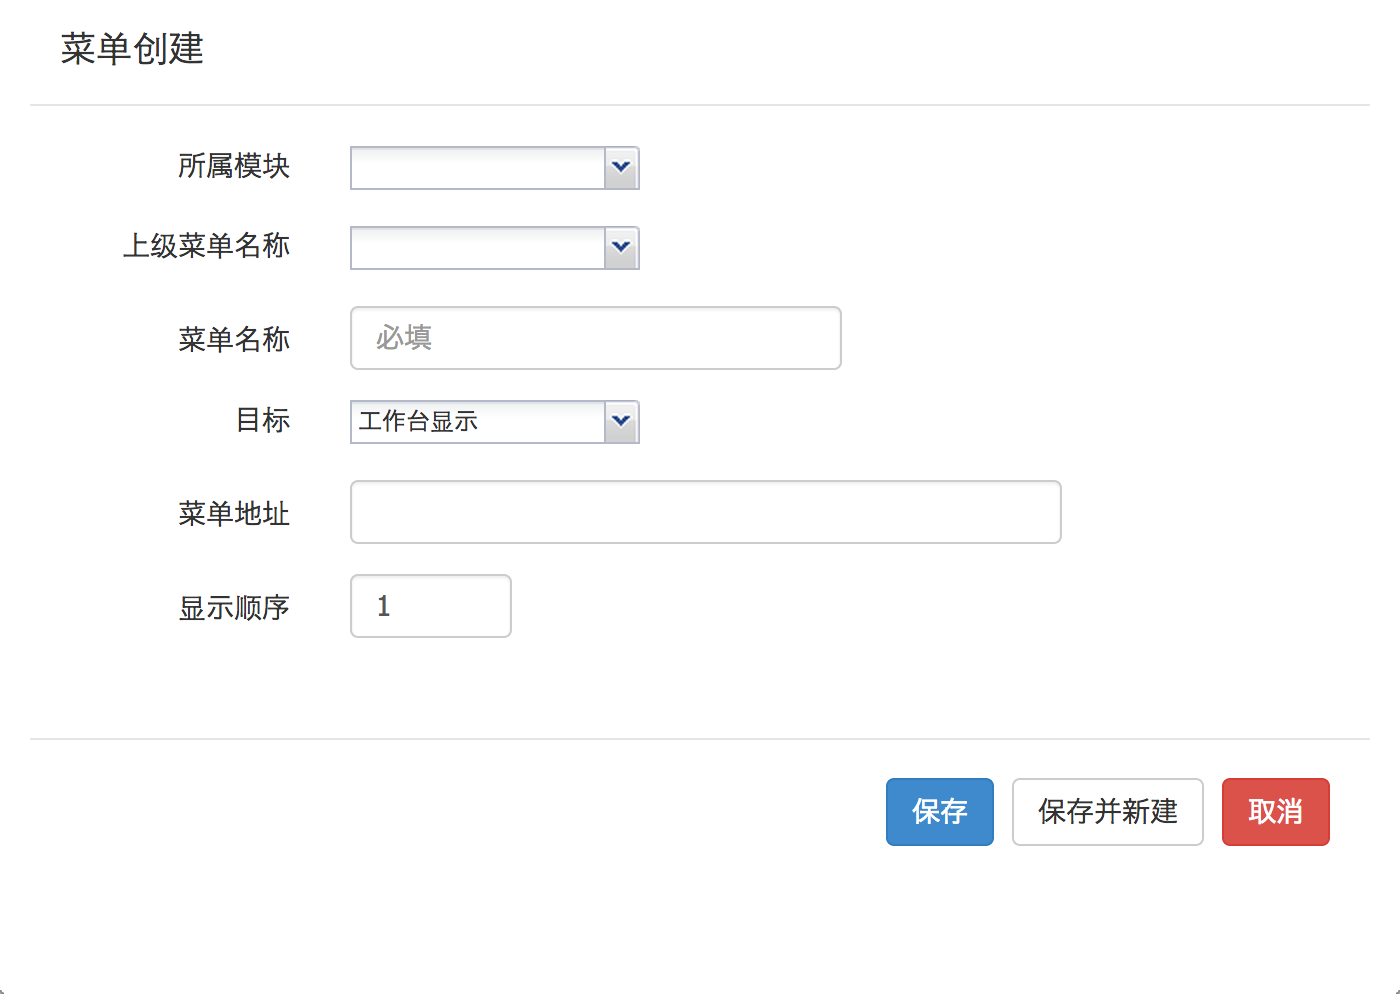 菜单创建
所属模块
上级菜单名称
菜单名称 必填
目标 工作台显示
菜单地址
显示顺序 1
保存 保存并新建 取消